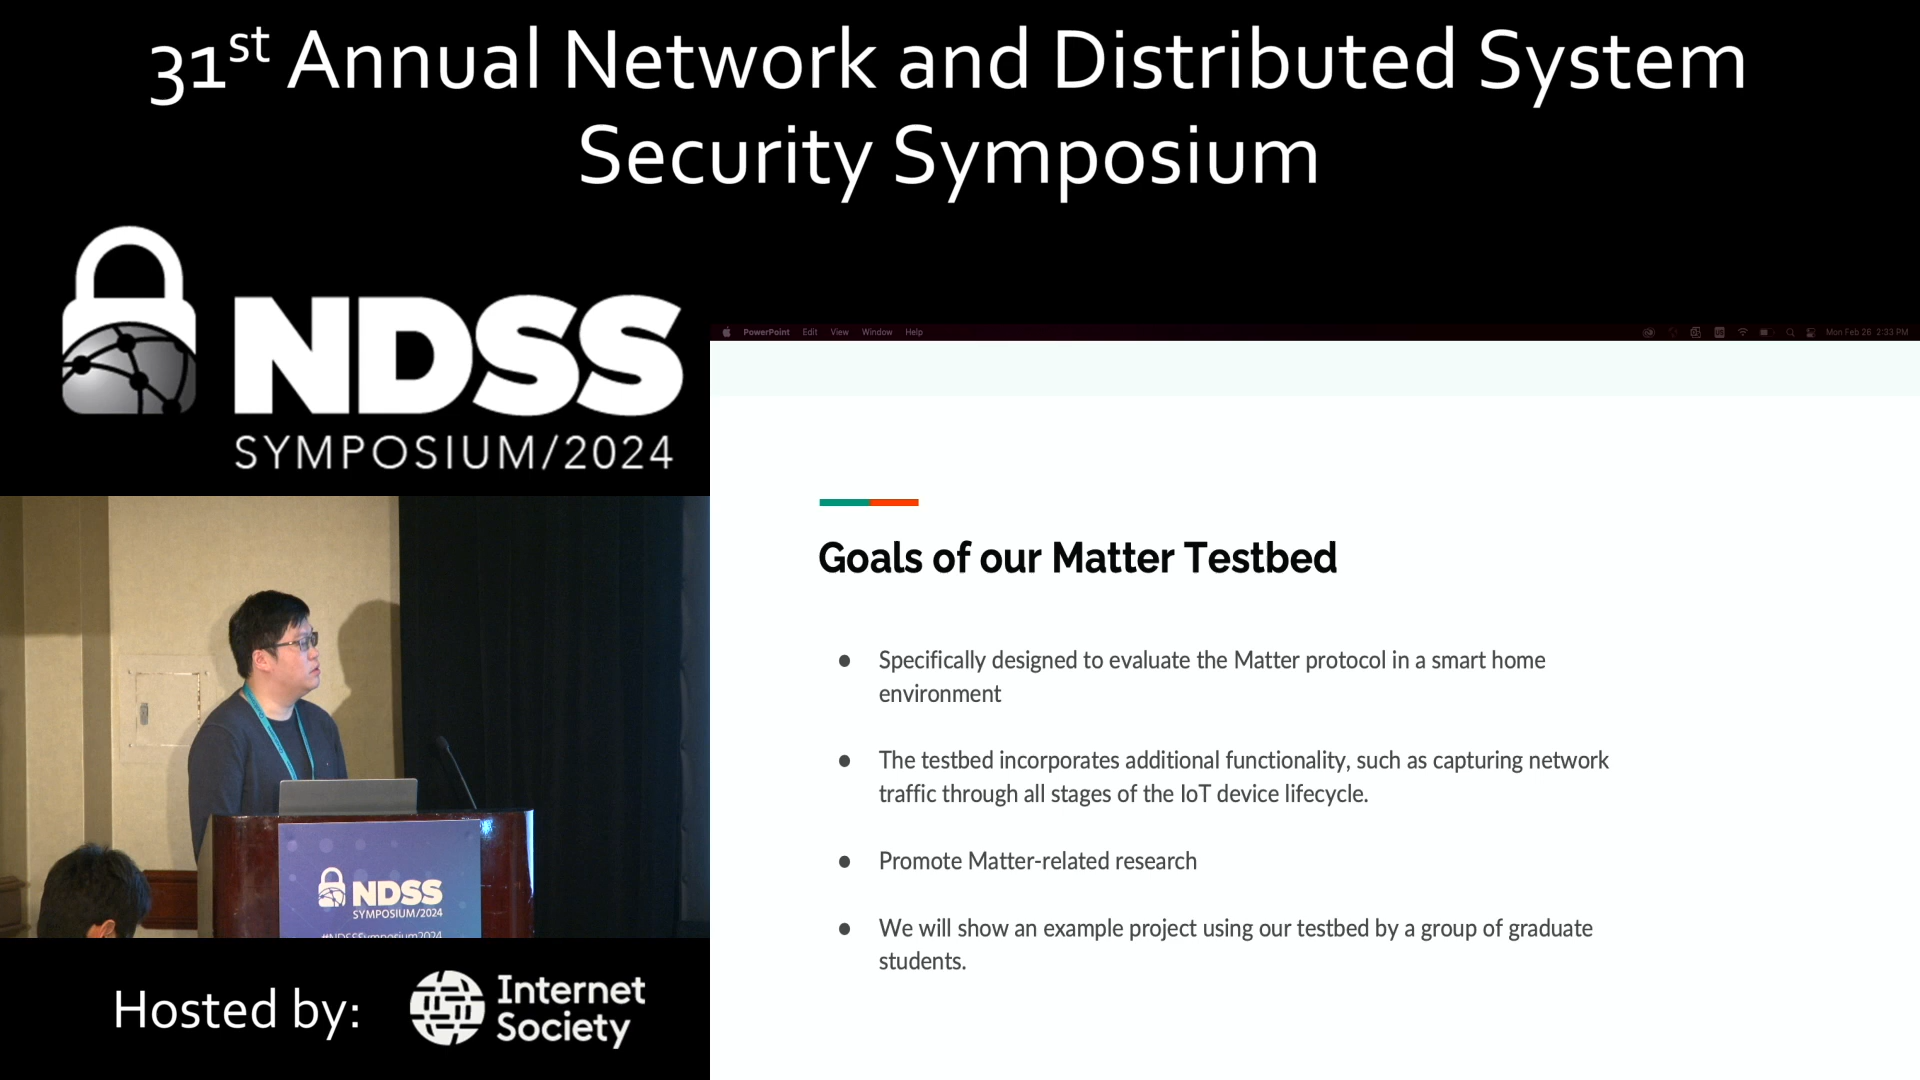 31st Annual Network and Distributed System
Security Symposium
NDSS
SYMPOSIUM/2024
PowerPoint Edit View Window Help
Mon Feb 26 2:33 PM
Goals of our Matter Testbed
● Specifically designed to evaluate the Matter protocol in a smart home
environment
● The testbed incorporates additional functionality, such as capturing network
traffic through all stages of the IoT device lifecycle.
● Promote Matter-related research
● We will show an example project using our testbed by a group of graduate
students.
NDSS
SYMPOSIUM/2024
#NDSSSymposium2024
Hosted by:
Internet
Society